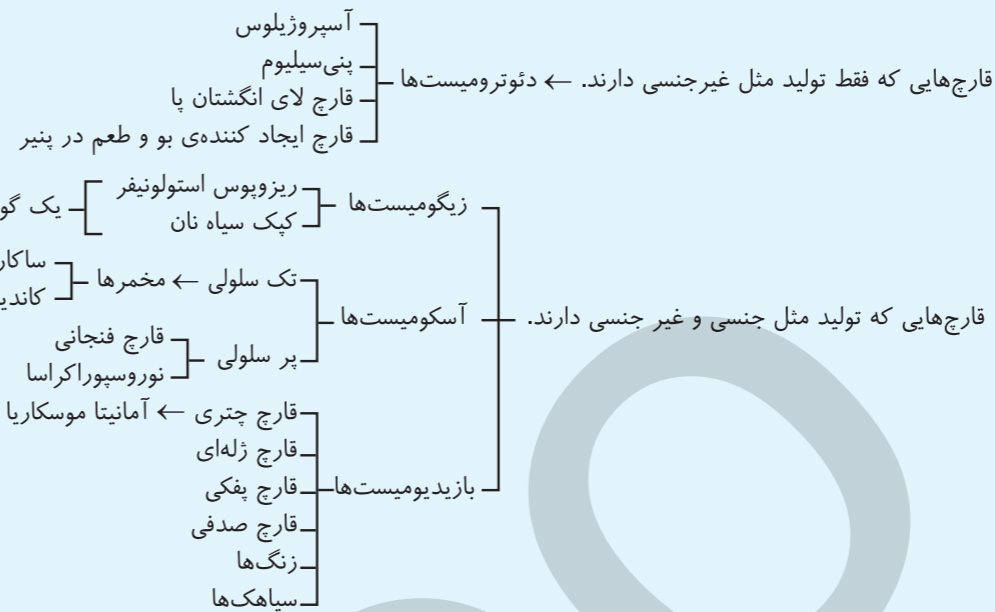 آسپروژیلوس
پنی‌سیلیوم
قارچ‌هایی که فقط تولید مثل غیرجنسی دارند. ← دئوترومیست‌ها
قارچ لای انگشتان پا
قارچ ایجاد کننده‌ی بو و طعم در پنیر
ریزوپوس استولونیفر
زیگومیست‌ها
یک
کپک سیاه نان
تک سلولی ← مخمرها
قارچ‌هایی که تولید مثل جنسی و غیر جنسی دارند.
آسکومیست‌ها
قارچ فنجانی
پر سلولی
نوروسپوراکراسا
قارچ چتری ← آمانیتا موسکاریا
قارچ ژله‌ای
بازیدیومیست‌ها
قارچ پفکی
قارچ صدفی
زنگ‌ها
سیاهک‌ها